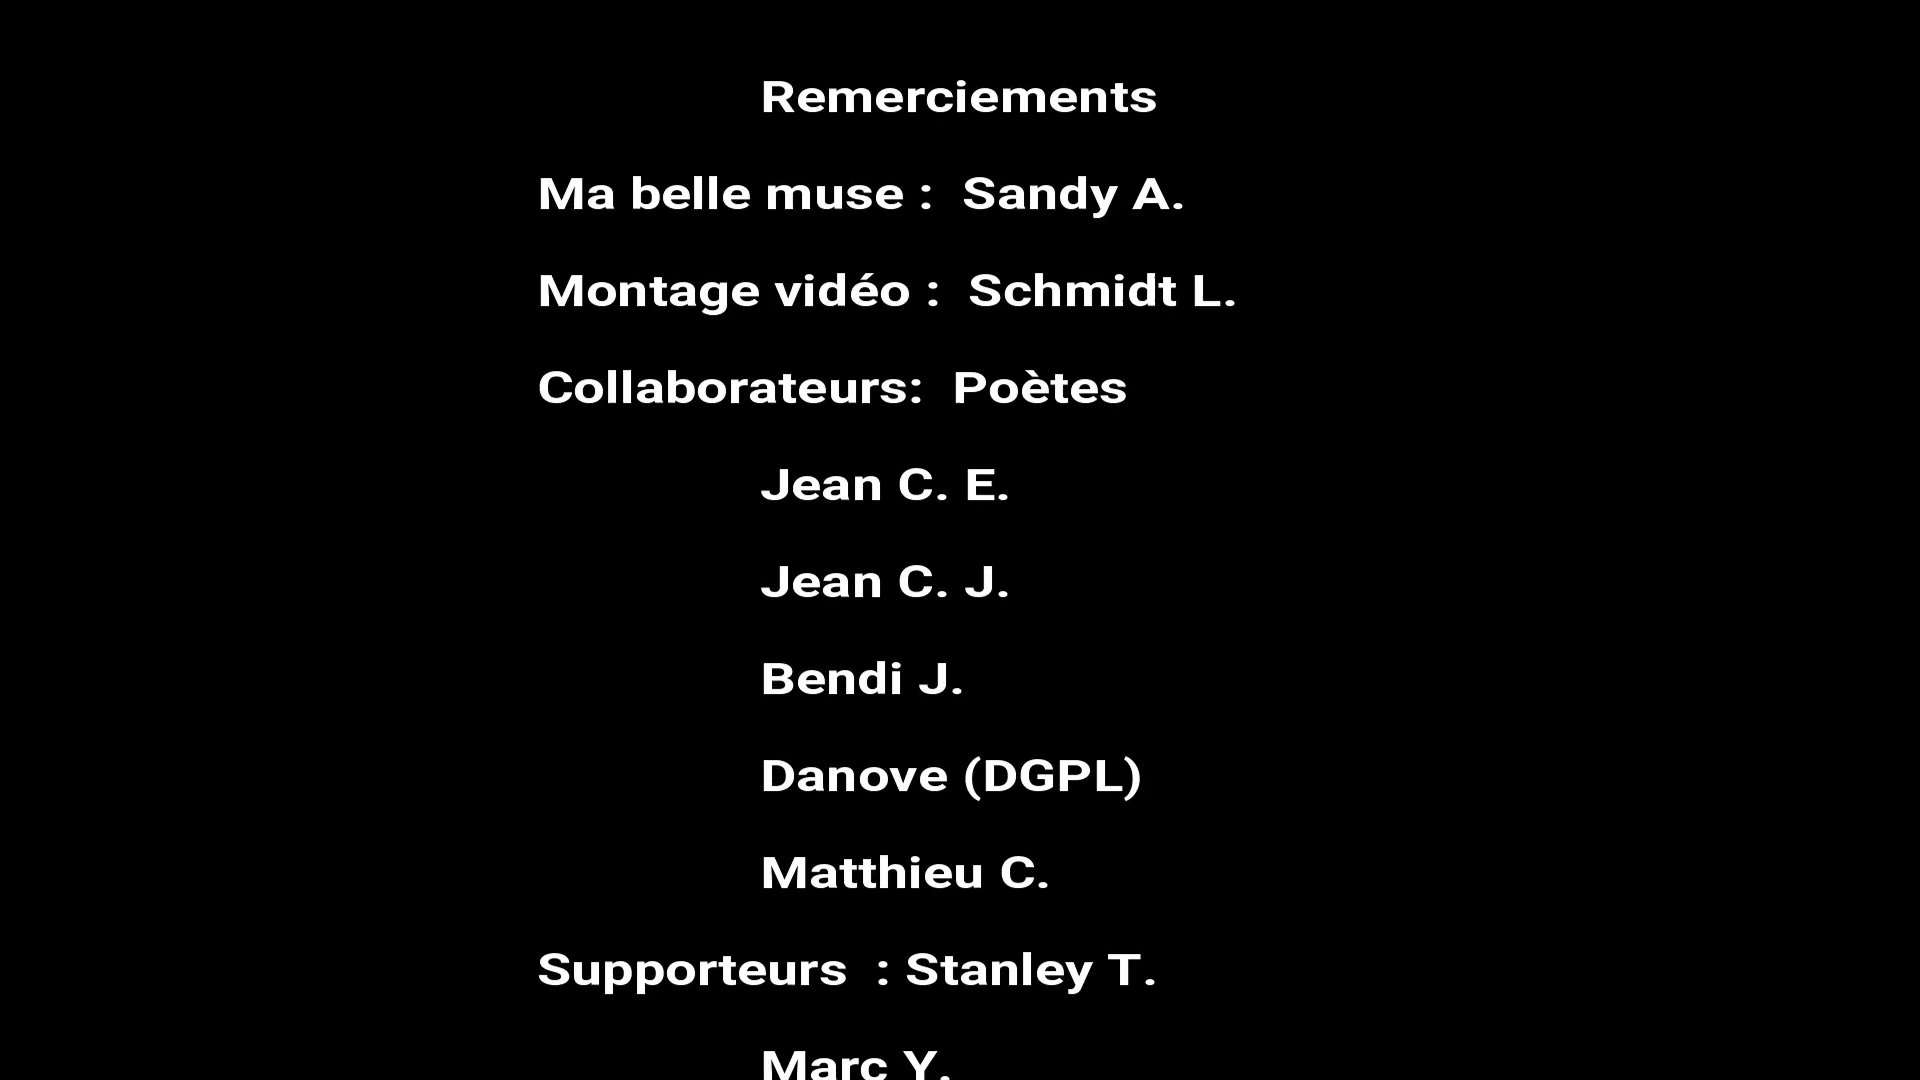 Remerciements
Ma belle muse :  Sandy A.
Montage vidéo :  Schmidt L.
Collaborateurs:  Poètes
Jean C. E.
Jean C. J.
Bendi J.
Danove (DGPL)
Matthieu C.
Supporteurs  : Stanley T.
Marc Y.